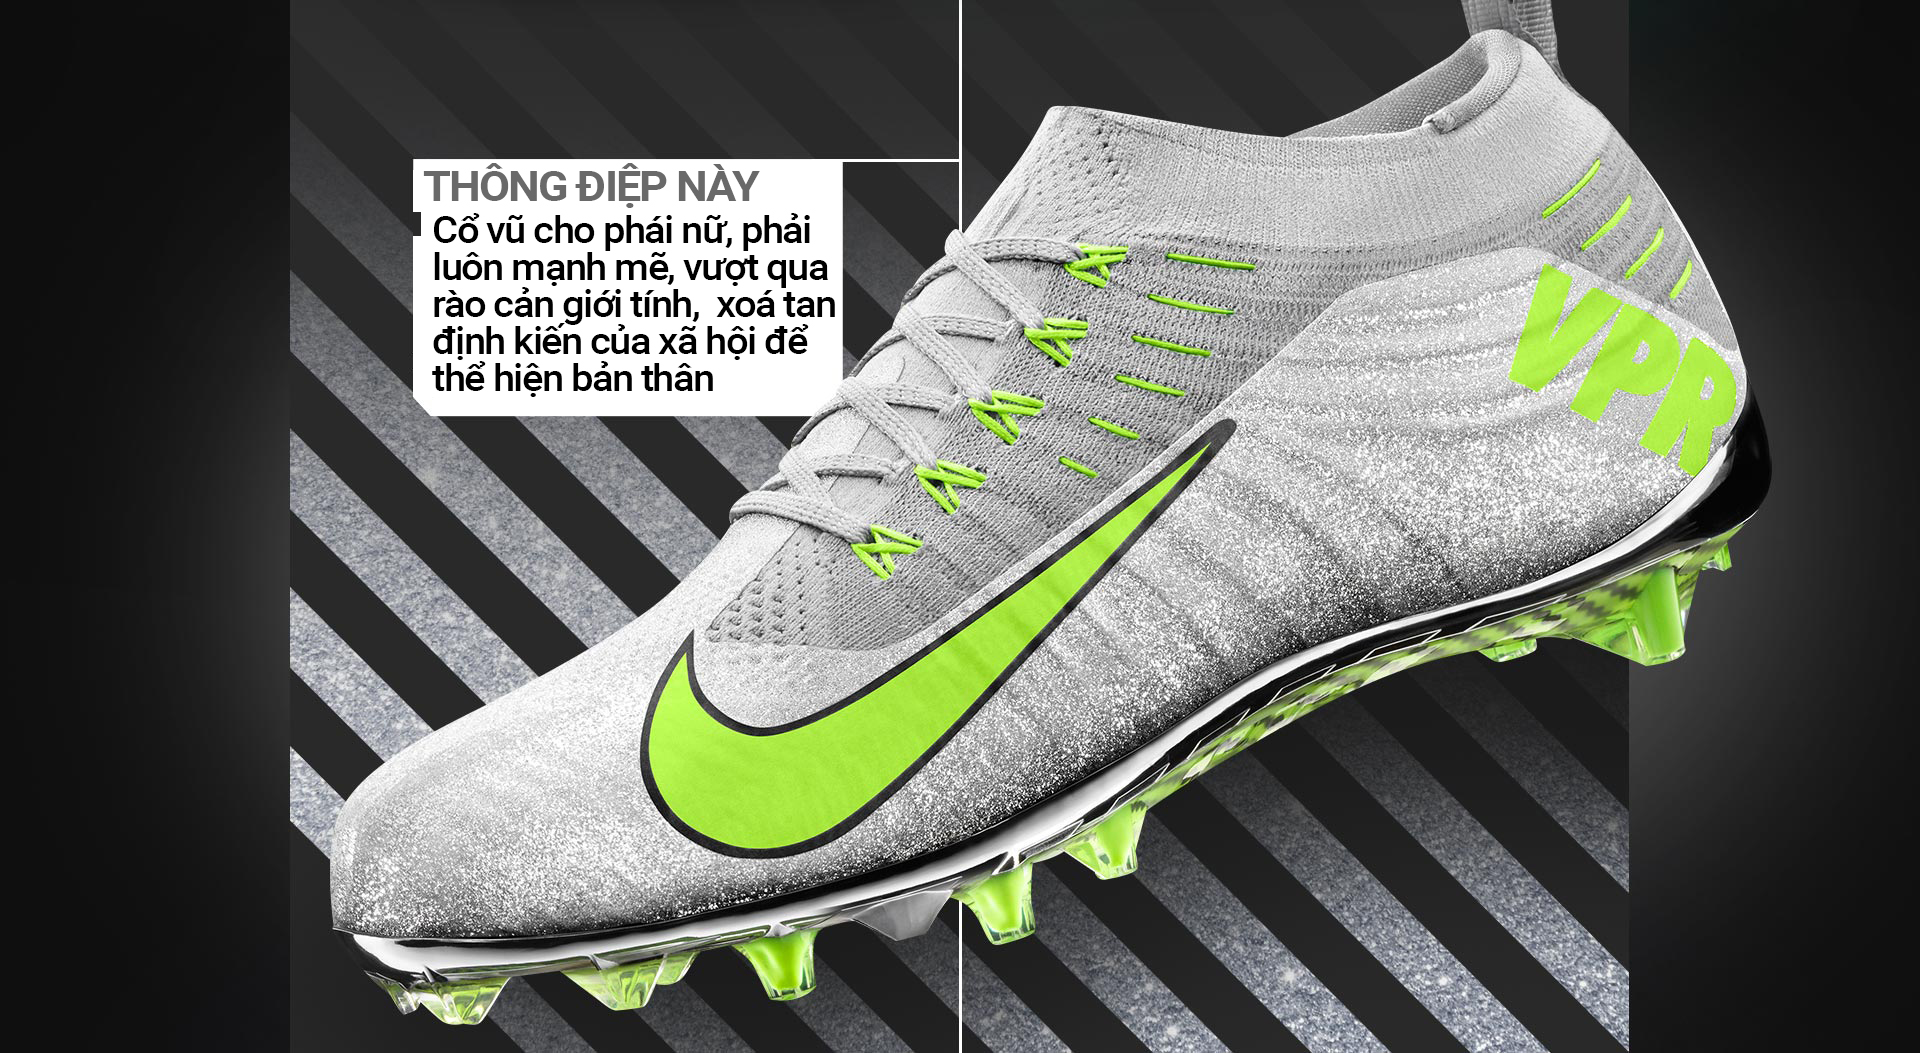 THÔNG ĐIỆP NÀY
Cổ vũ cho phái nữ, phải
luôn mạnh mẽ, vượt qua
rào cản giới tính,  xoá tan
định kiến của xã hội để
thể hiện bản thân
VPR